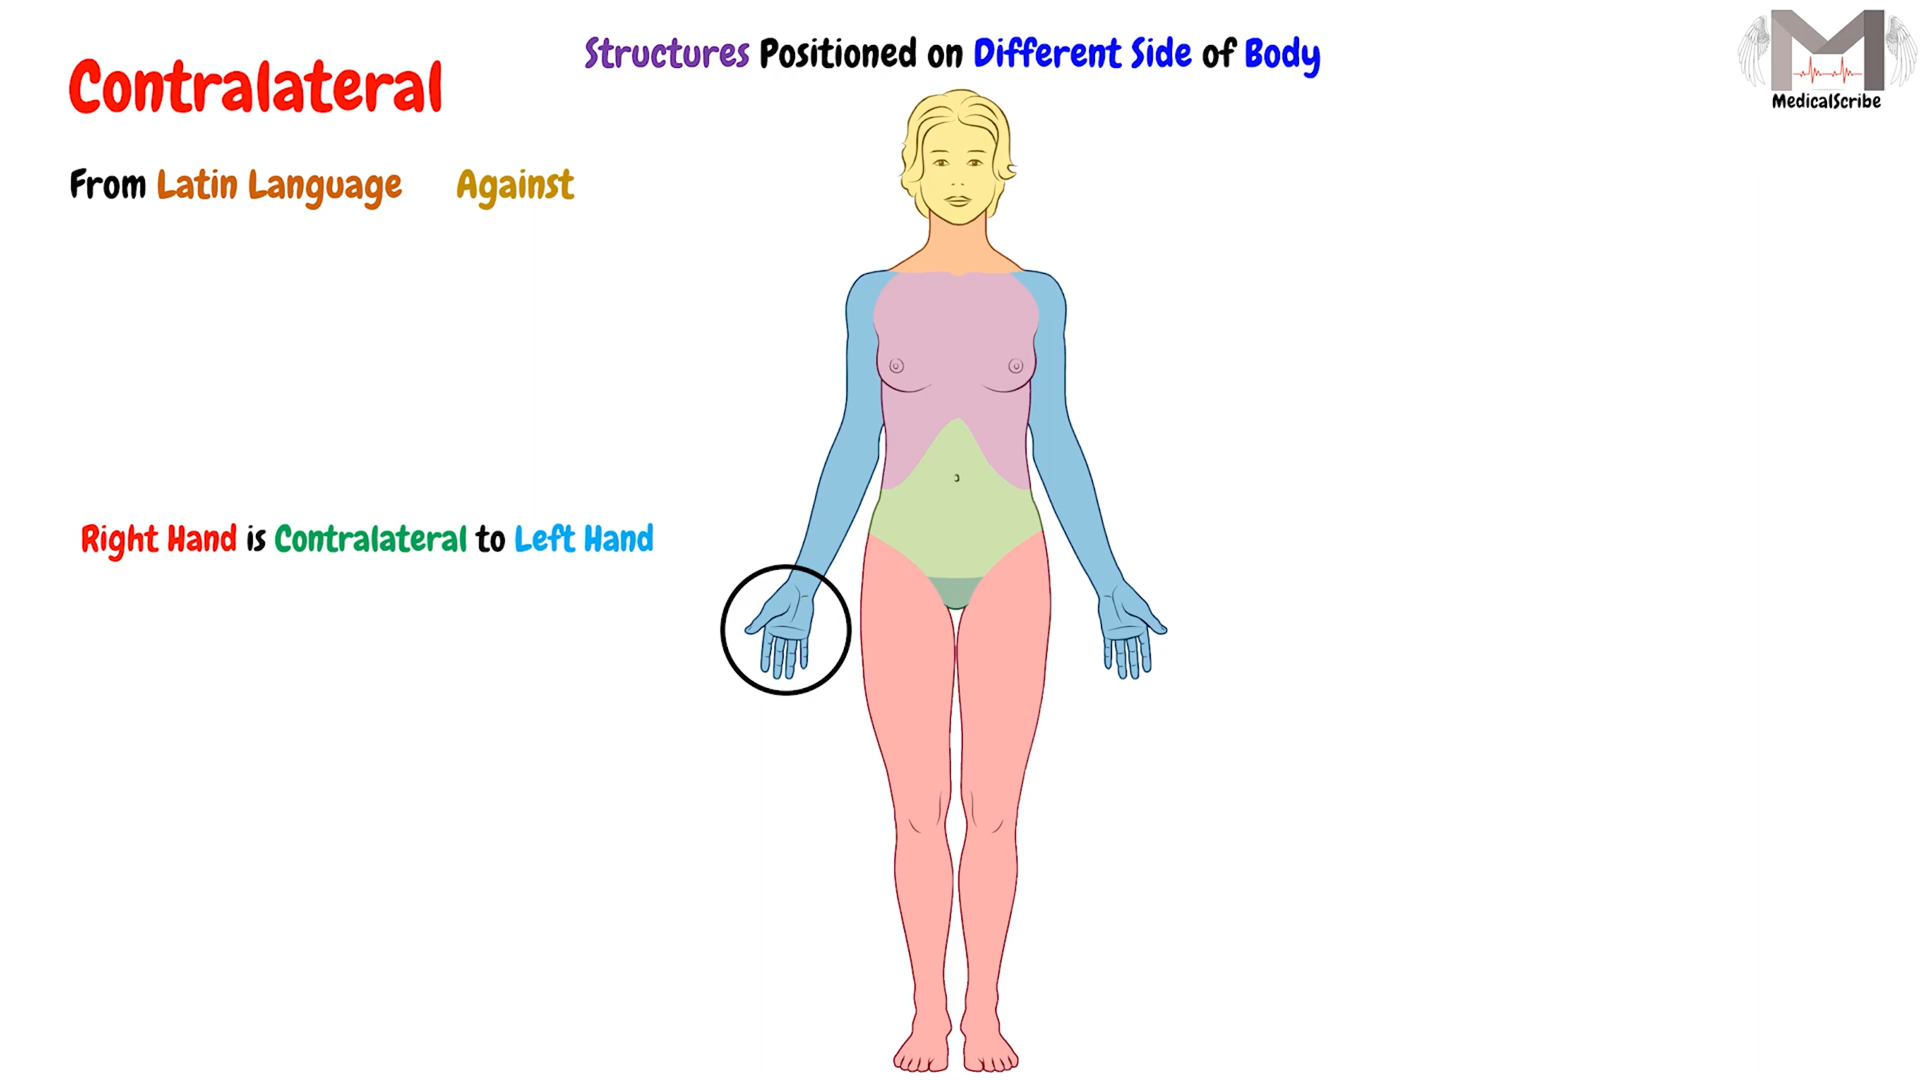 Structures Positioned on Different Side of Body
Contralateral
MedicalScribe
From Latin Language Against
Right Hand is Contralateral to Left Hand